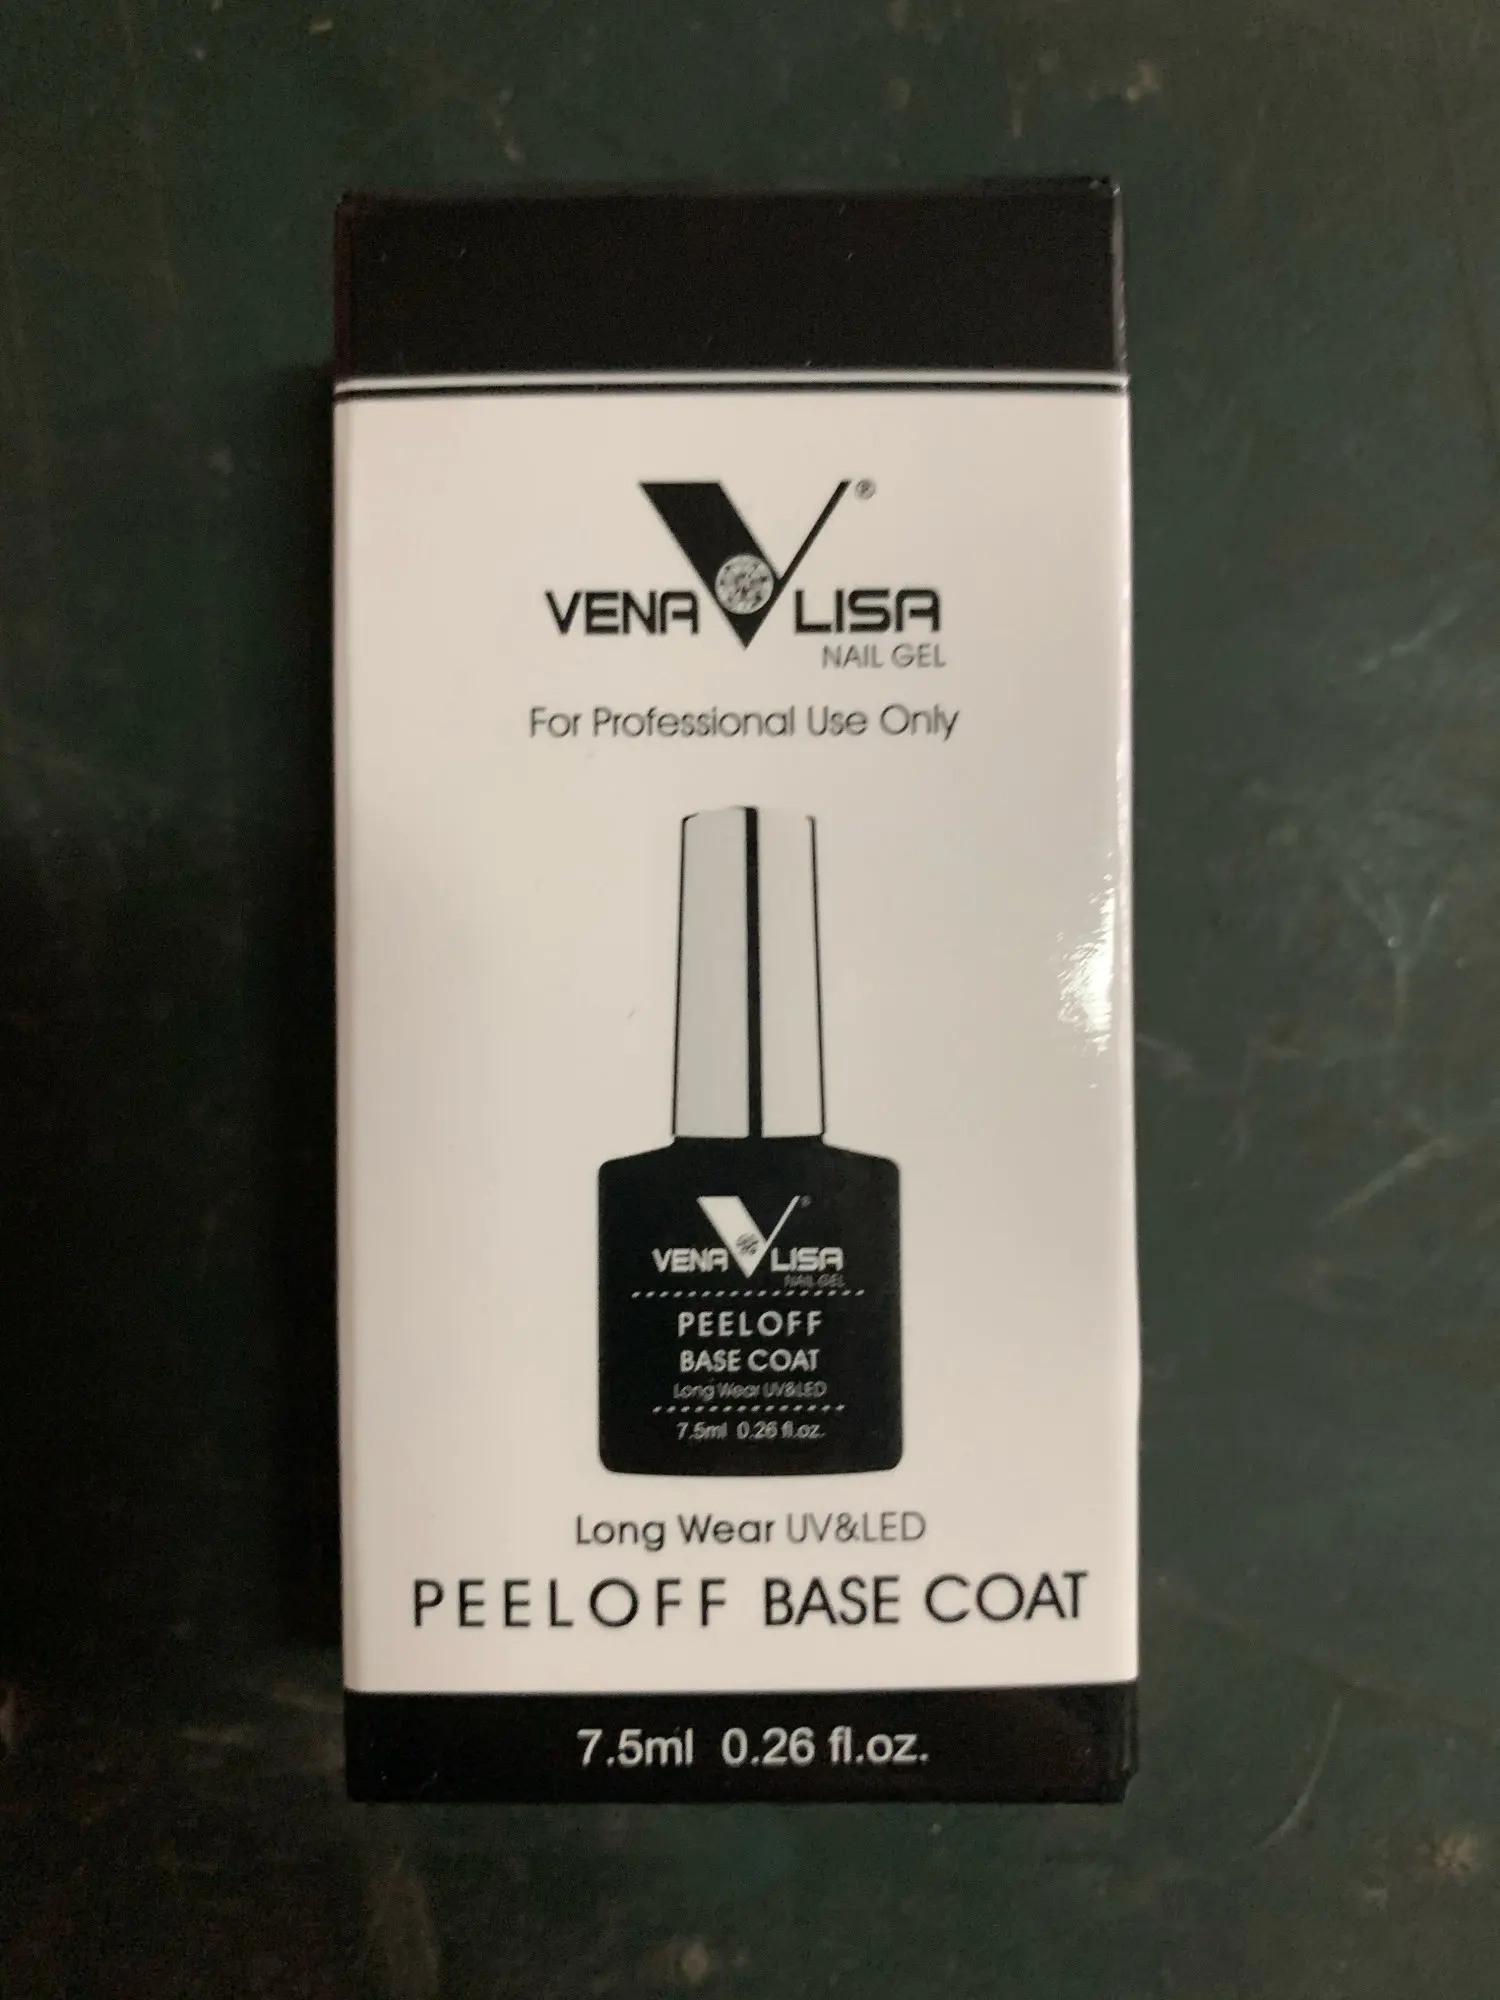 ®
VENA LISA
NAIL GEL
For Professional Use Only
VENA LISA
NAIL GEL
PEELOFF
BASE COAT
Long Wear UV&LED
7.5ml 0.26 fl.oz.
Long Wear UV&LED
PEELOFF BASE COAT
7.5ml 0.26 fl.oz.